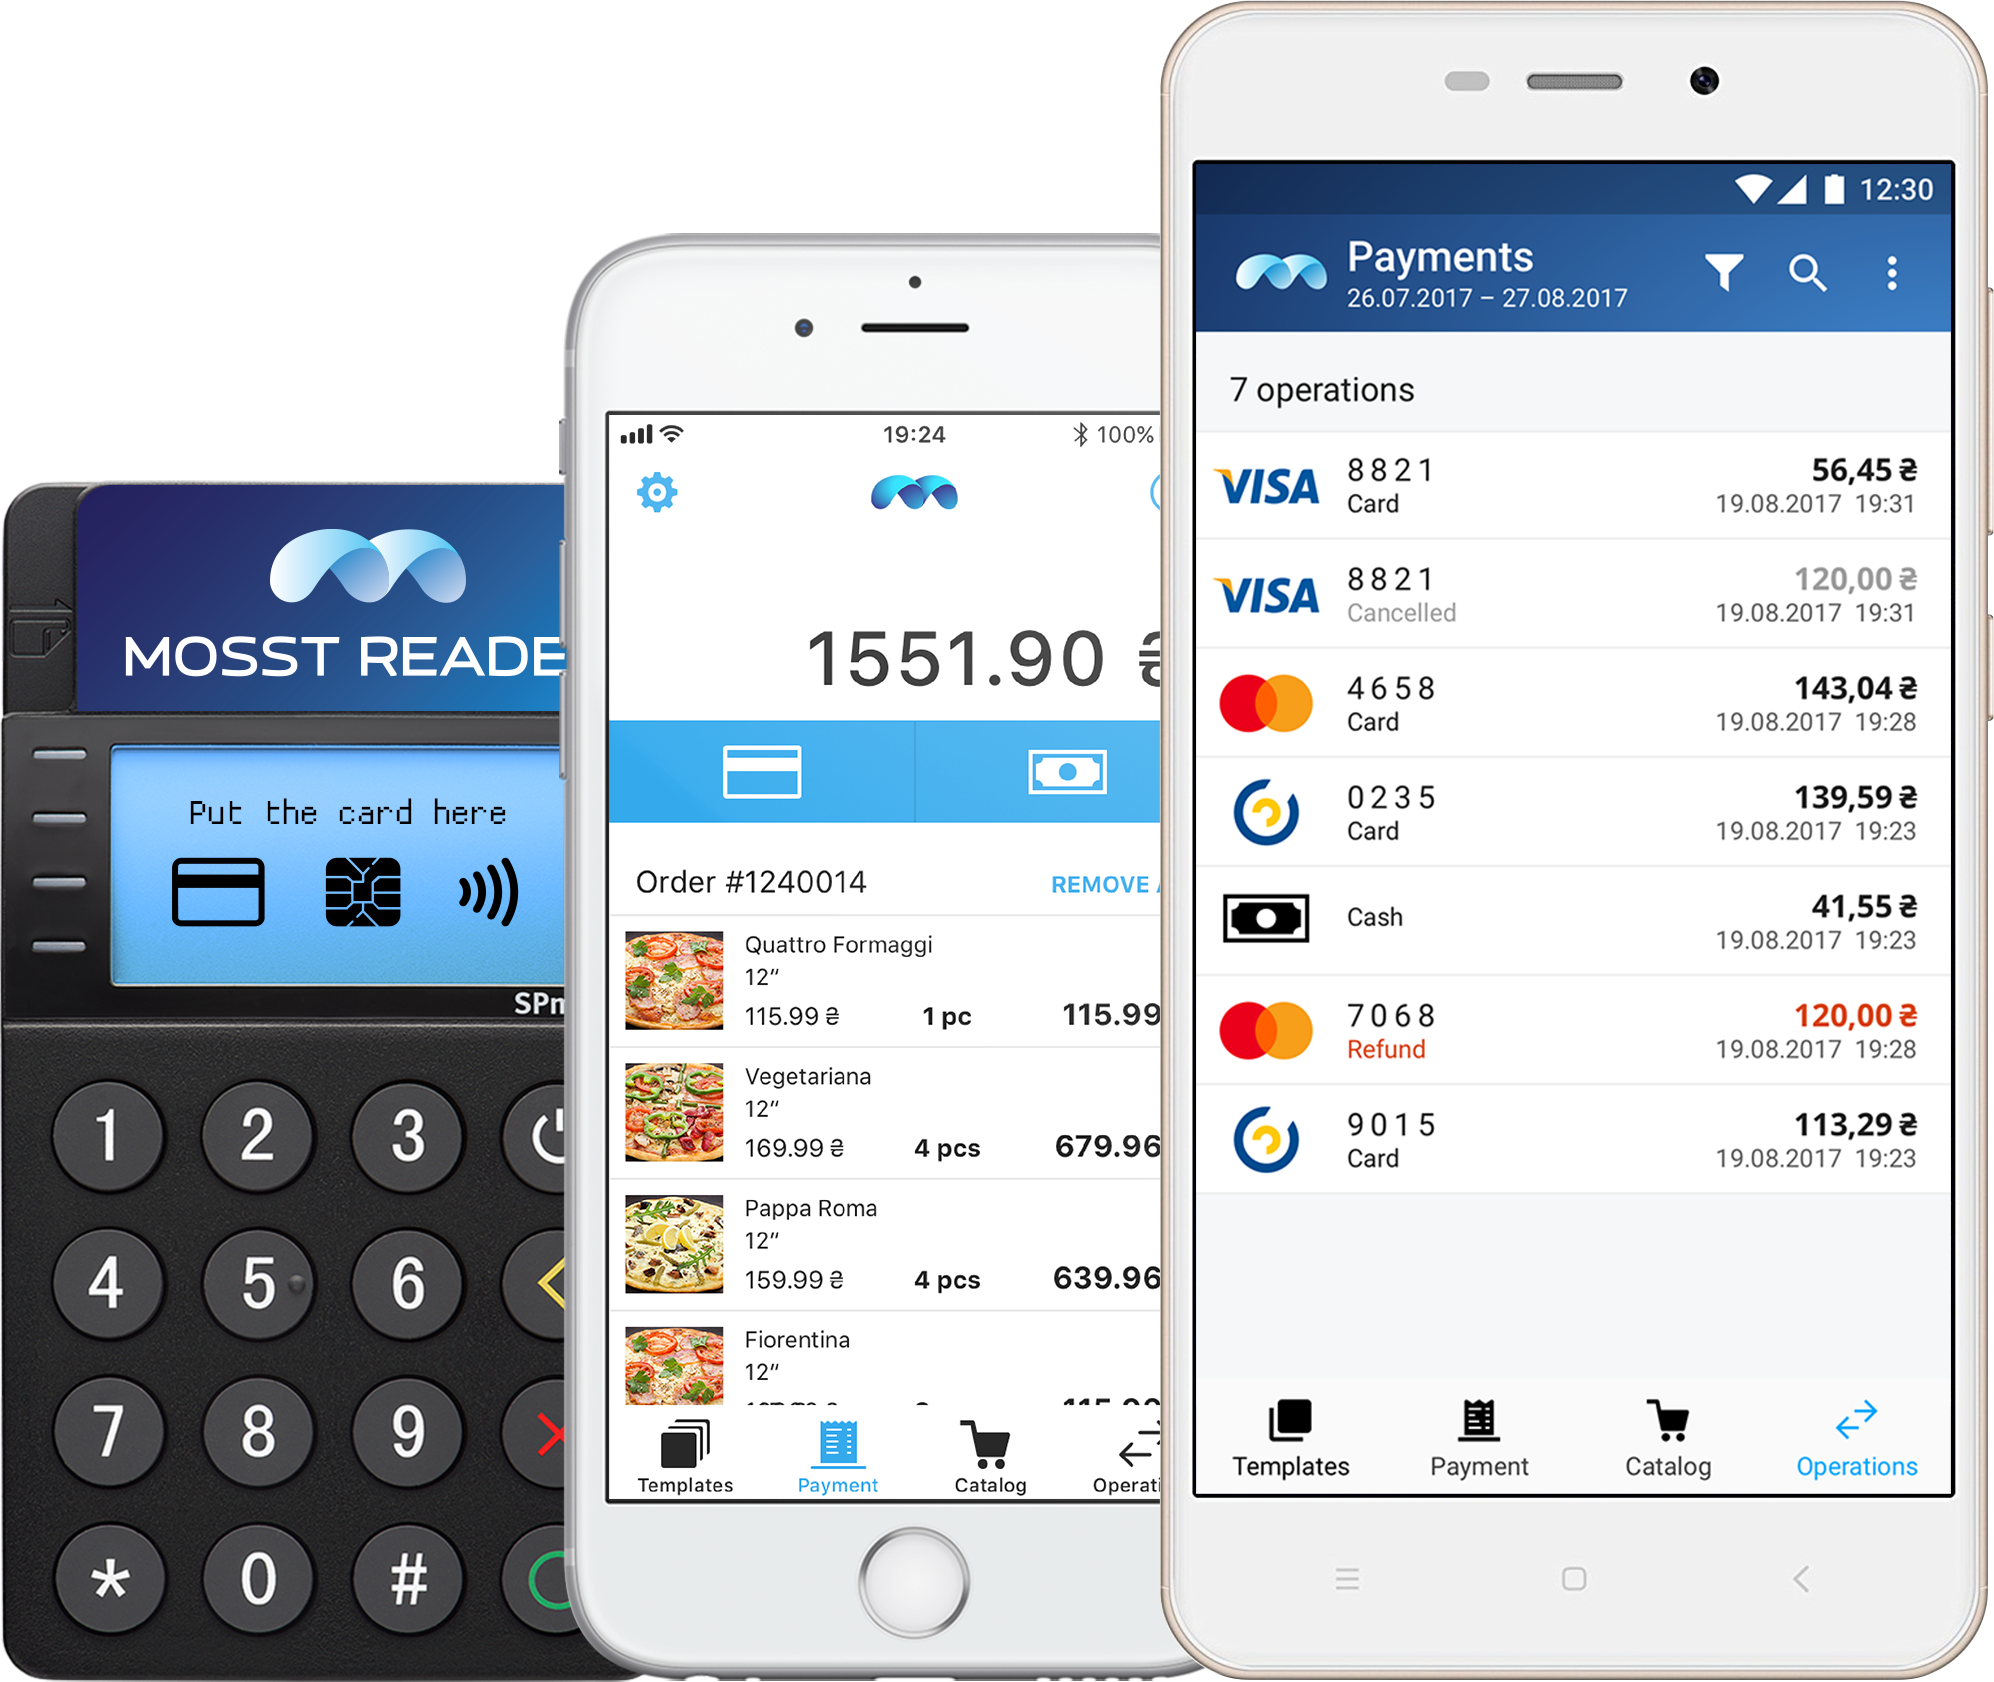 MOSST READE
Put the card here
SPm
1 2 3
4 5 6
7 8 9
* 0 #
19:24
100%
1551.90 ₴
Order #1240014
REMOVE
Quattro Formaggi
12″
115.99 ₴ 1 pc 115.99
Vegetariana
12″
169.99 ₴ 4 pcs 679.96
Pappa Roma
12″
159.99 ₴ 4 pcs 639.96
Fiorentina
12″
Templates Payment Catalog Operati
12:30
Payments
26.07.2017 – 27.08.2017
7 operations
VISA 8821 56,45 ₴
Card 19.08.2017 19:31
VISA 8821 120,00 ₴
Cancelled 19.08.2017 19:31
4658 143,04 ₴
Card 19.08.2017 19:28
0235 139,59 ₴
Card 19.08.2017 19:23
Cash 41,55 ₴
19.08.2017 19:23
7068 120,00 ₴
Refund 19.08.2017 19:28
9015 113,29 ₴
Card 19.08.2017 19:23
Templates Payment Catalog Operations